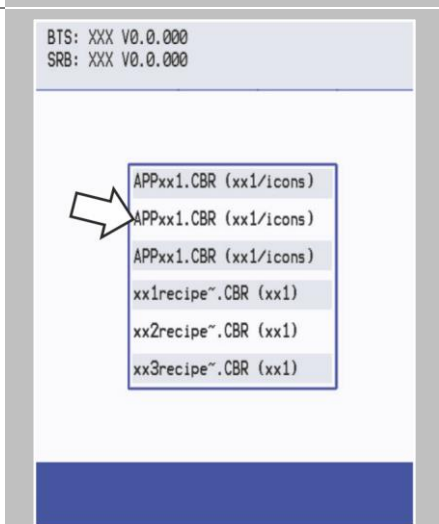 BTS: XXX V0.0.000
SRB: XXX V0.0.000
APPxx1.CBR (xx1/icons)
APPxx1.CBR (xx1/icons)
APPxx1.CBR (xx1/icons)
xx1recipe~.CBR (xx1)
xx2recipe~.CBR (xx1)
xx3recipe~.CBR (xx1)